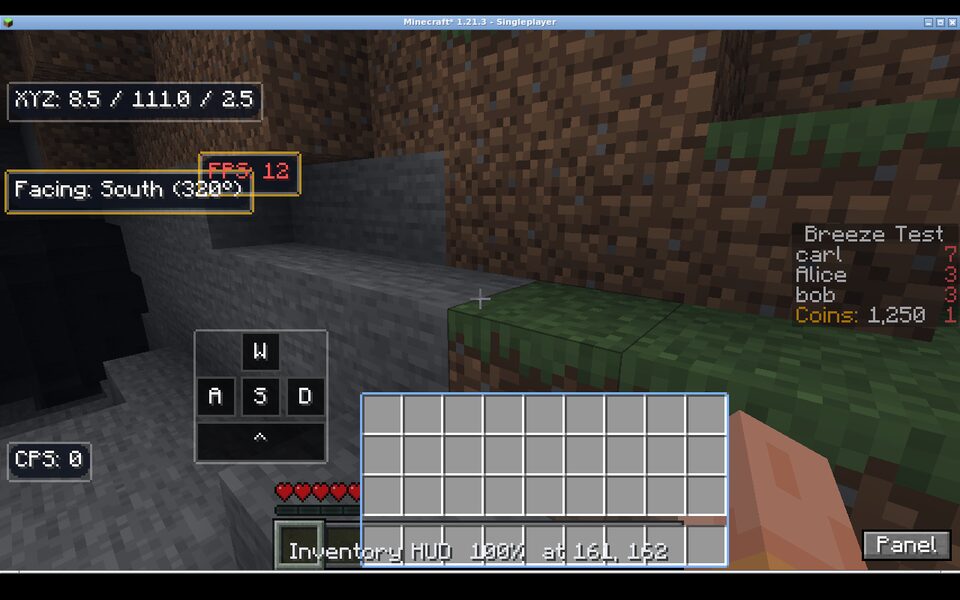 Minecraft* 1.21.3 - Singleplayer
XYZ: 8.5 / 111.0 / 2.5
FPS: 12
Facing: South (320°)
Breeze Test
carl 7
Alice 3
bob 3
Coins: 1,250 1
W
A S D
^
CPS: 0
Inventory HUD 100% at 161, 162
Panel